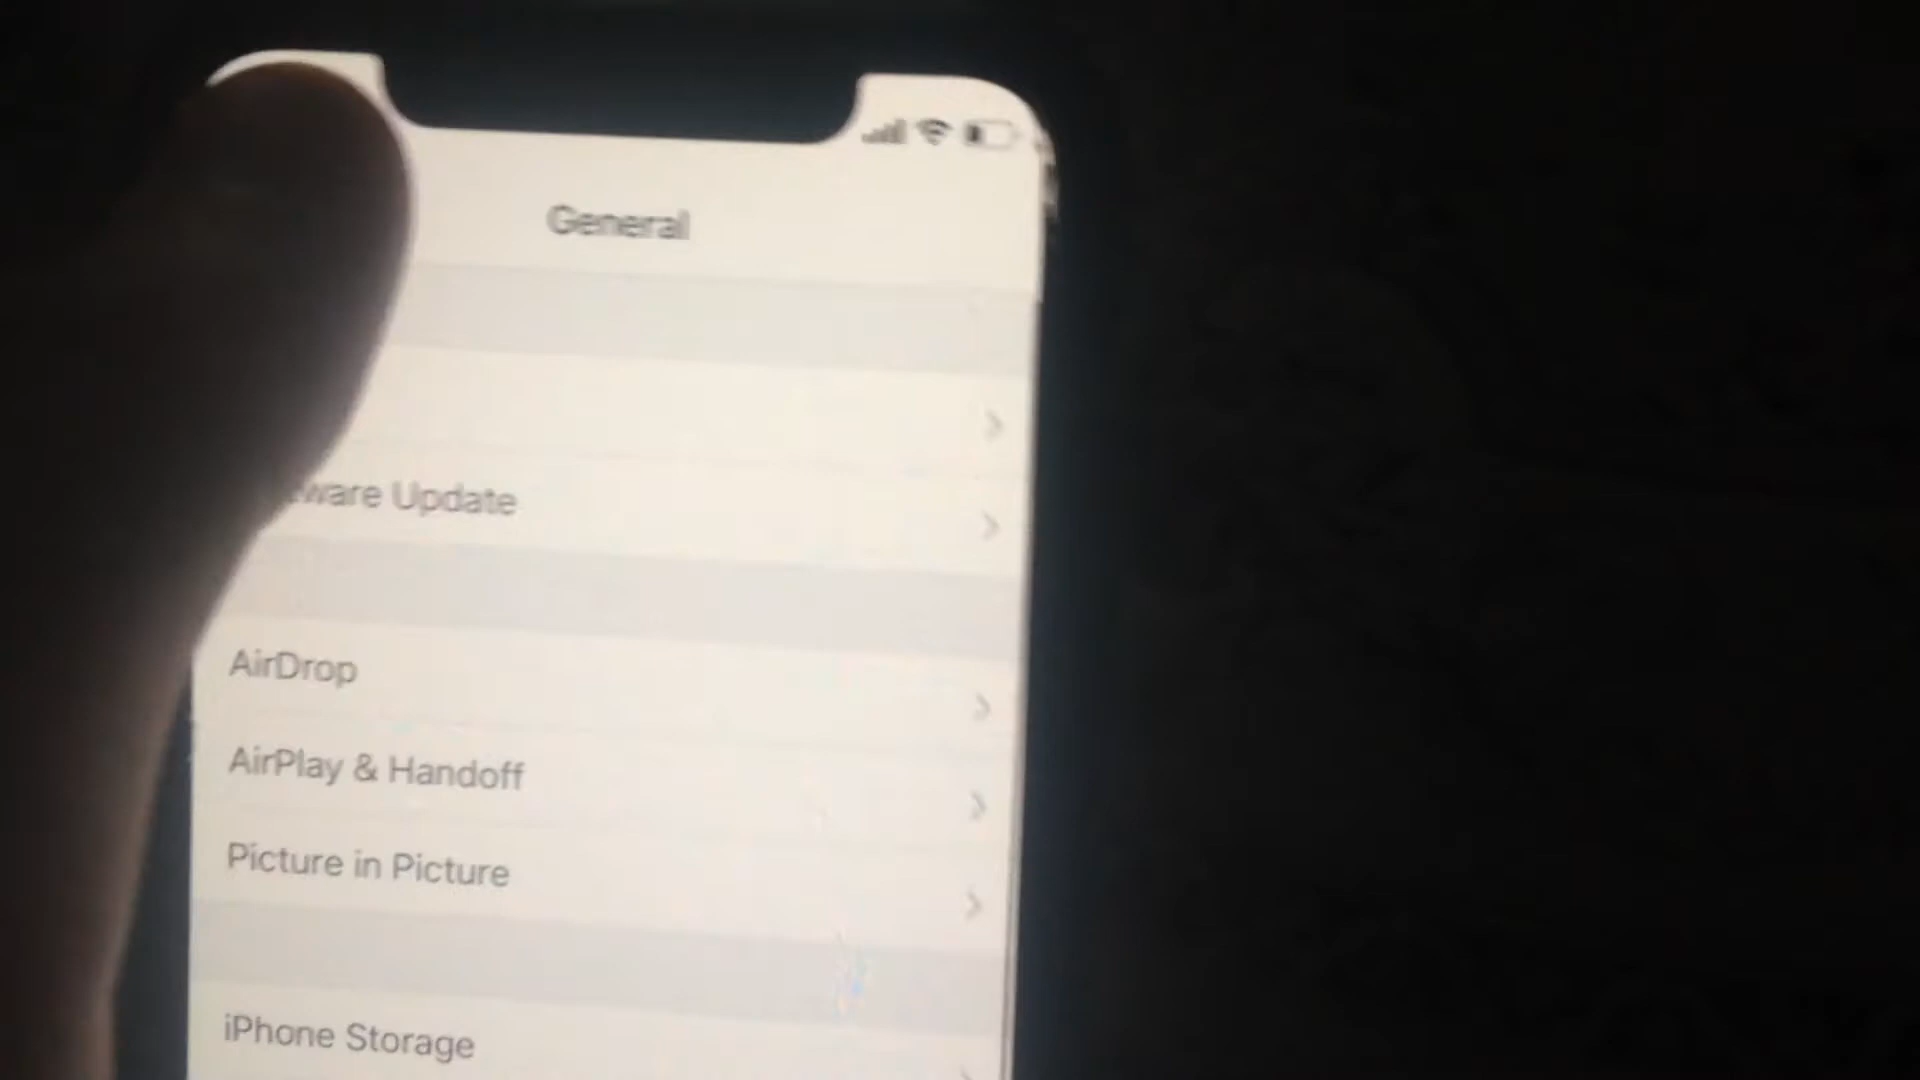 General
ware Update
AirDrop
AirPlay & Handoff
Picture in Picture
iPhone Storage